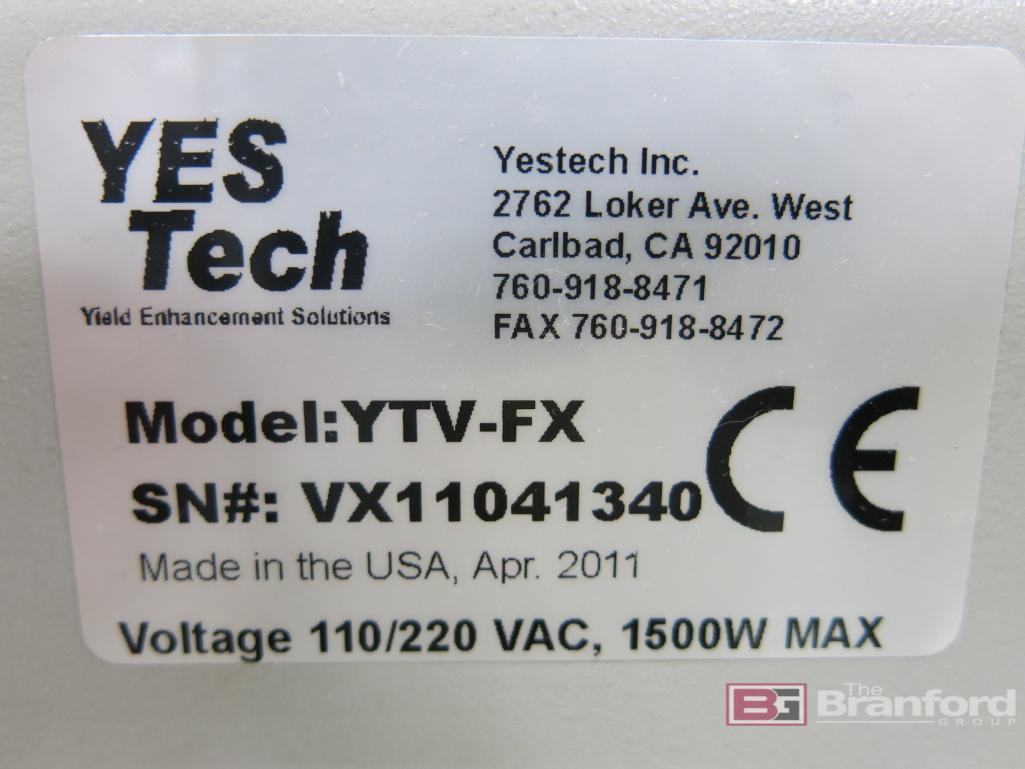 YES
Tech
Yield Enhancement Solutions
Yestech Inc.
2762 Loker Ave. West
Carlbad, CA 92010
760-918-8471
FAX 760-918-8472
Model:YTV-FX
SN#: VX11041340
CE
Made in the USA, Apr. 2011
Voltage 110/220 VAC, 1500W MAX
BG The Branford
GROUP